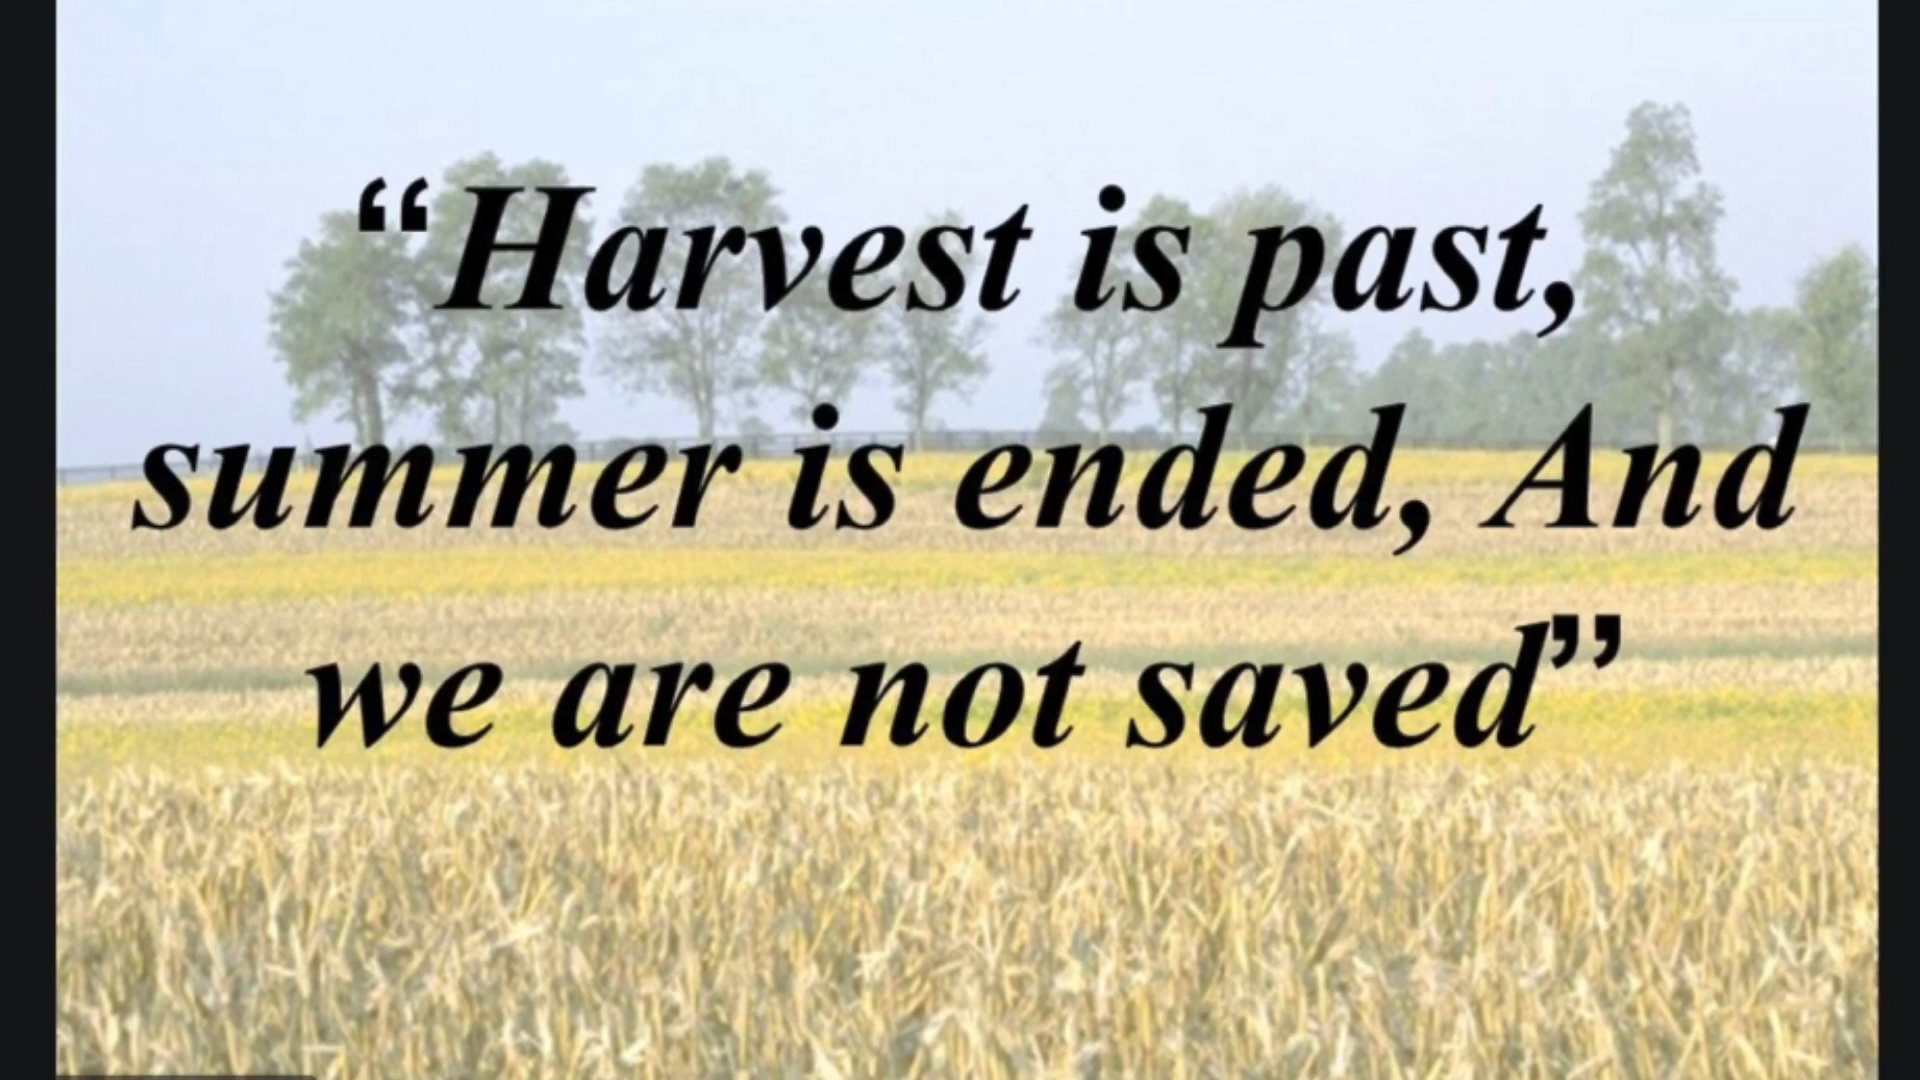 “Harvest is past,
summer is ended, And
we are not saved”